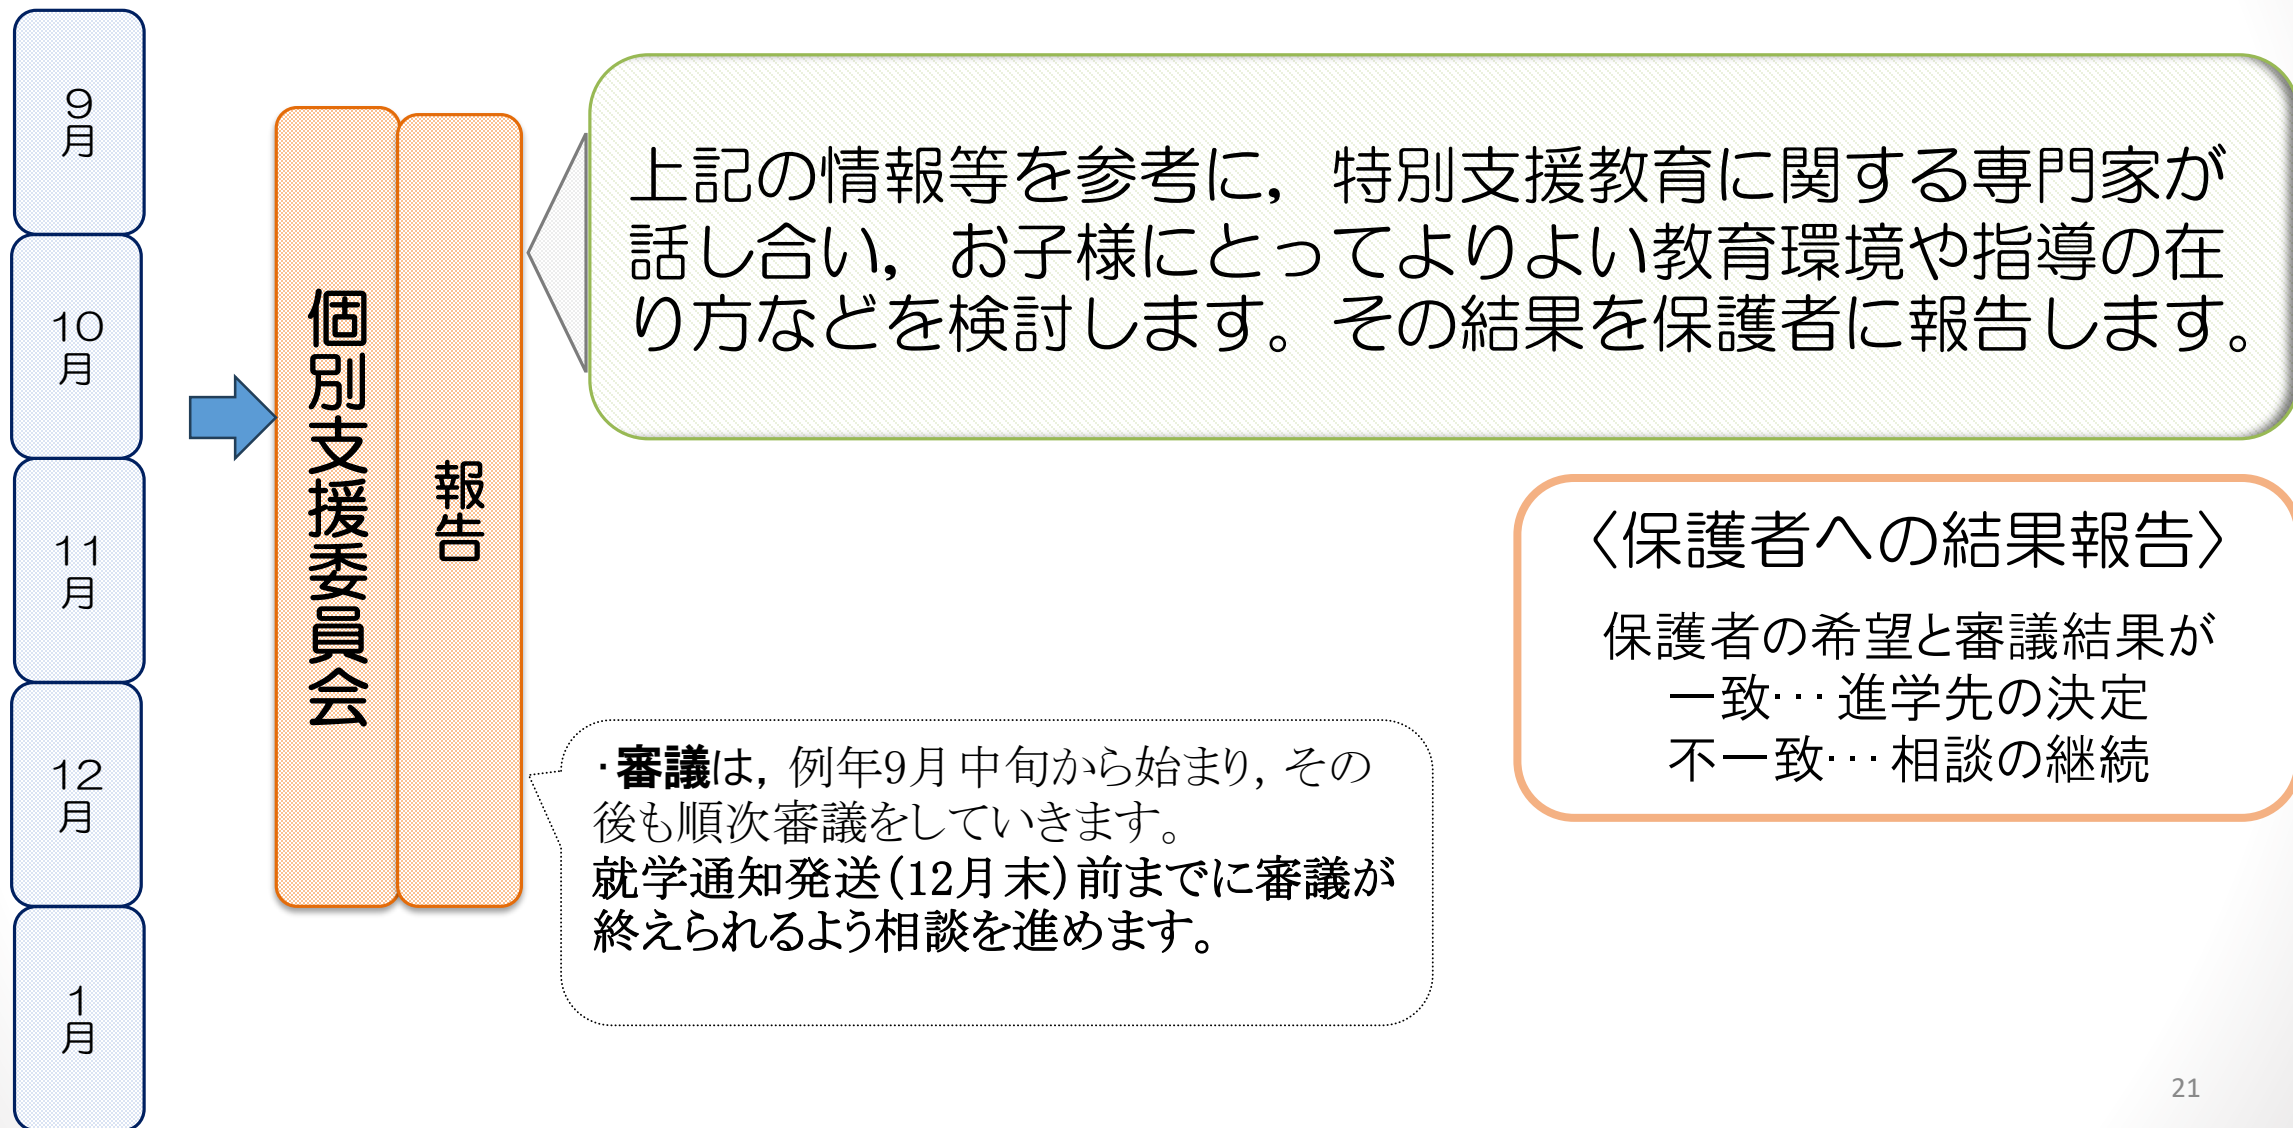 9月
10月
11月
12月
1月
個別支援委員会
報告
上記の情報等を参考に，特別支援教育に関する専門家が
話し合い，お子様にとってよりよい教育環境や指導の在
り方などを検討します。その結果を保護者に報告します。
〈保護者への結果報告〉
保護者の希望と審議結果が
一致…進学先の決定
不一致…相談の継続
・審議は，例年9月中旬から始まり，その
後も順次審議をしていきます。
就学通知発送（12月末）前までに審議が
終えられるよう相談を進めます。
21